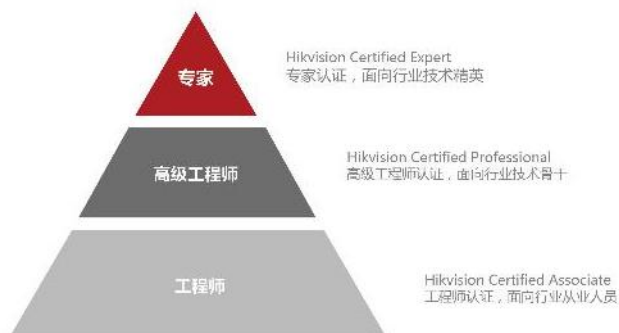 专家
Hikvision Certified Expert
专家认证，面向行业技术精英
高级工程师
Hikvision Certified Professional
高级工程师认证，面向行业技术骨干
工程师
Hikvision Certified Associate
工程师认证，面向行业从业人员